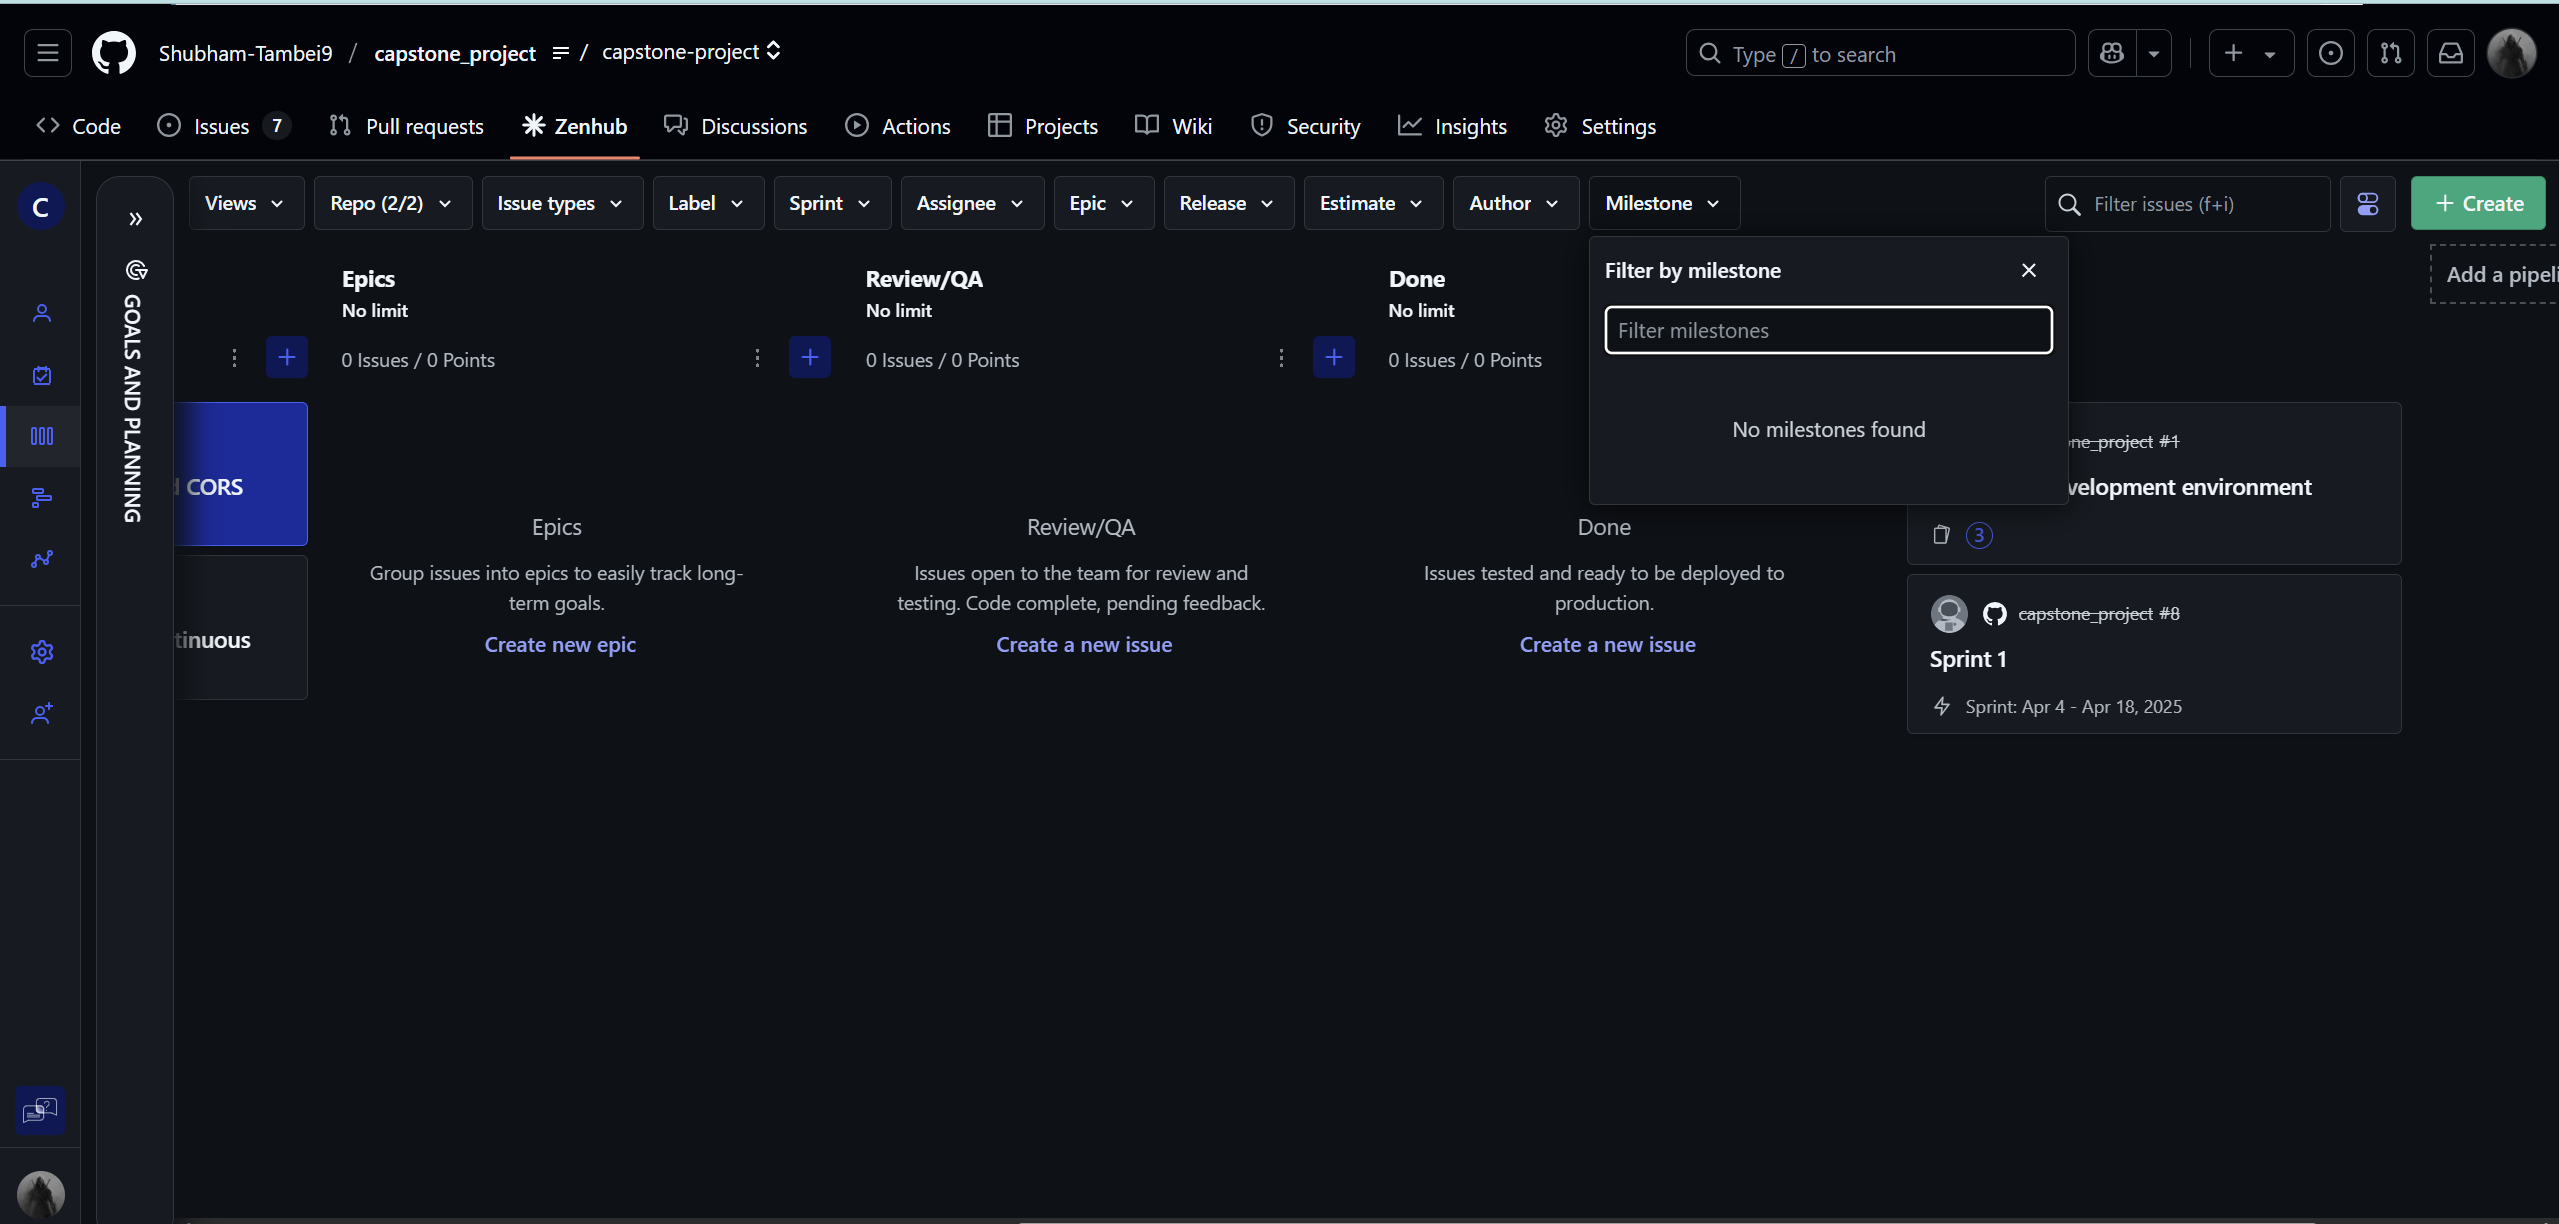 Shubham-Tambei9 / capstone_project / capstone-project
Type / to search
Code
Issues 7
Pull requests
Zenhub
Discussions
Actions
Projects
Wiki
Security
Insights
Settings
C
GOALS AND PLANNING
Views
Repo (2/2)
Issue types
Label
Sprint
Assignee
Epic
Release
Estimate
Author
Milestone
Filter issues (f+i)
+ Create
CORS
tinuous
Epics
No limit
0 Issues / 0 Points
Epics
Group issues into epics to easily track long-
term goals.
Create new epic
Review/QA
No limit
0 Issues / 0 Points
Review/QA
Issues open to the team for review and
testing. Code complete, pending feedback.
Create a new issue
Done
No limit
0 Issues / 0 Points
Done
Issues tested and ready to be deployed to
production.
Create a new issue
Filter by milestone
Filter milestones
No milestones found
ne_project #1
velopment environment
3
capstone_project #8
Sprint 1
Sprint: Apr 4 - Apr 18, 2025
Add a pipeli